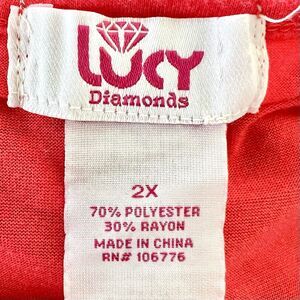 LUCY
Diamonds
2X
70% POLYESTER
30% RAYON
MADE IN CHINA
RN# 106776